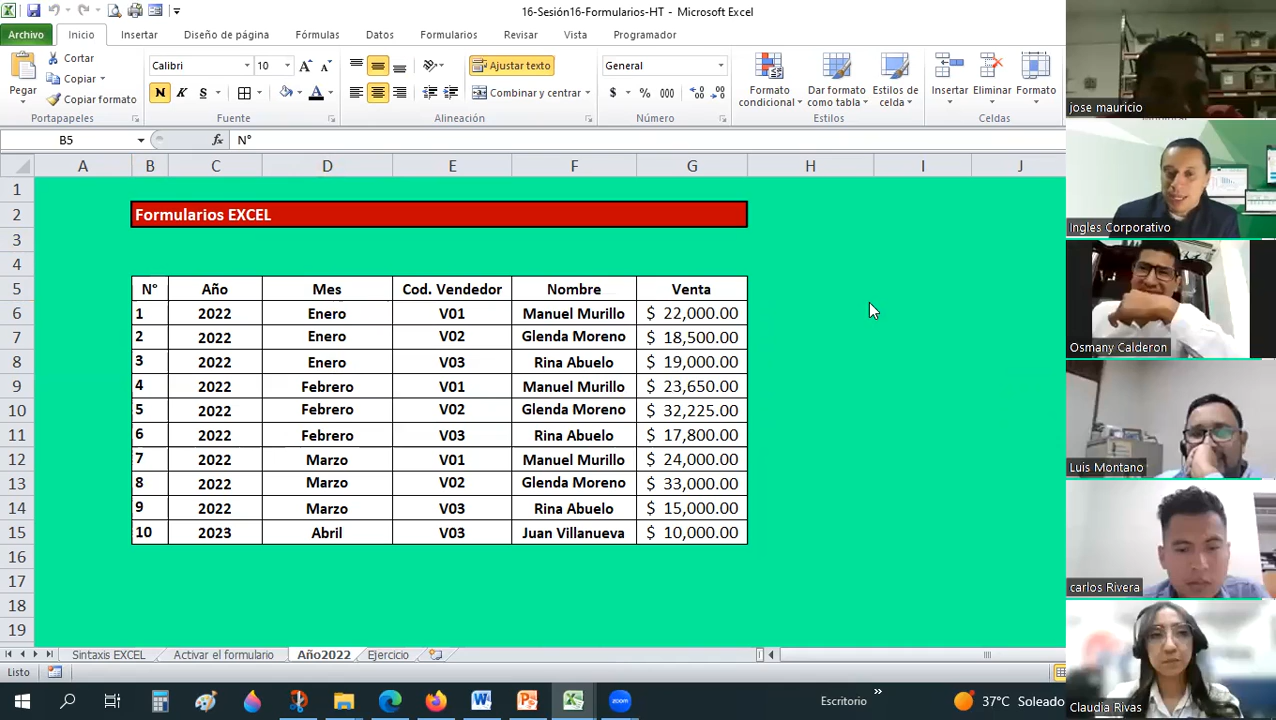 16-Sesión16-Formularios-HT - Microsoft Excel
Archivo Inicio Insertar Diseño de página Fórmulas Datos Formularios Revisar Vista Programador
Pegar
Cortar
Copiar
Copiar formato
Portapapeles
Calibri 10
N K S
Fuente
Ajustar texto
Combinar y centrar
Alineación
General
$ % 000
Número
Formato condicional
Dar formato como tabla
Estilos de celda
Estilos
Insertar Eliminar Formato
Celdas
B5 fx N°
A B C D E F G H I J
1
2 Formularios EXCEL
3
4
5 N° Año Mes Cod. Vendedor Nombre Venta
6 1 2022 Enero V01 Manuel Murillo $ 22,000.00
7 2 2022 Enero V02 Glenda Moreno $ 18,500.00
8 3 2022 Enero V03 Rina Abuelo $ 19,000.00
9 4 2022 Febrero V01 Manuel Murillo $ 23,650.00
10 5 2022 Febrero V02 Glenda Moreno $ 32,225.00
11 6 2022 Febrero V03 Rina Abuelo $ 17,800.00
12 7 2022 Marzo V01 Manuel Murillo $ 24,000.00
13 8 2022 Marzo V02 Glenda Moreno $ 33,000.00
14 9 2022 Marzo V03 Rina Abuelo $ 15,000.00
15 10 2023 Abril V03 Juan Villanueva $ 10,000.00
16
17
18
19
Sintaxis EXCEL Activar el formulario Año2022 Ejercicio
Listo
zoom
Escritorio » 37°C Soleado
jose mauricio
Ingles Corporativo
Osmany Calderon
Luis Montano
carlos Rivera
Claudia Rivas